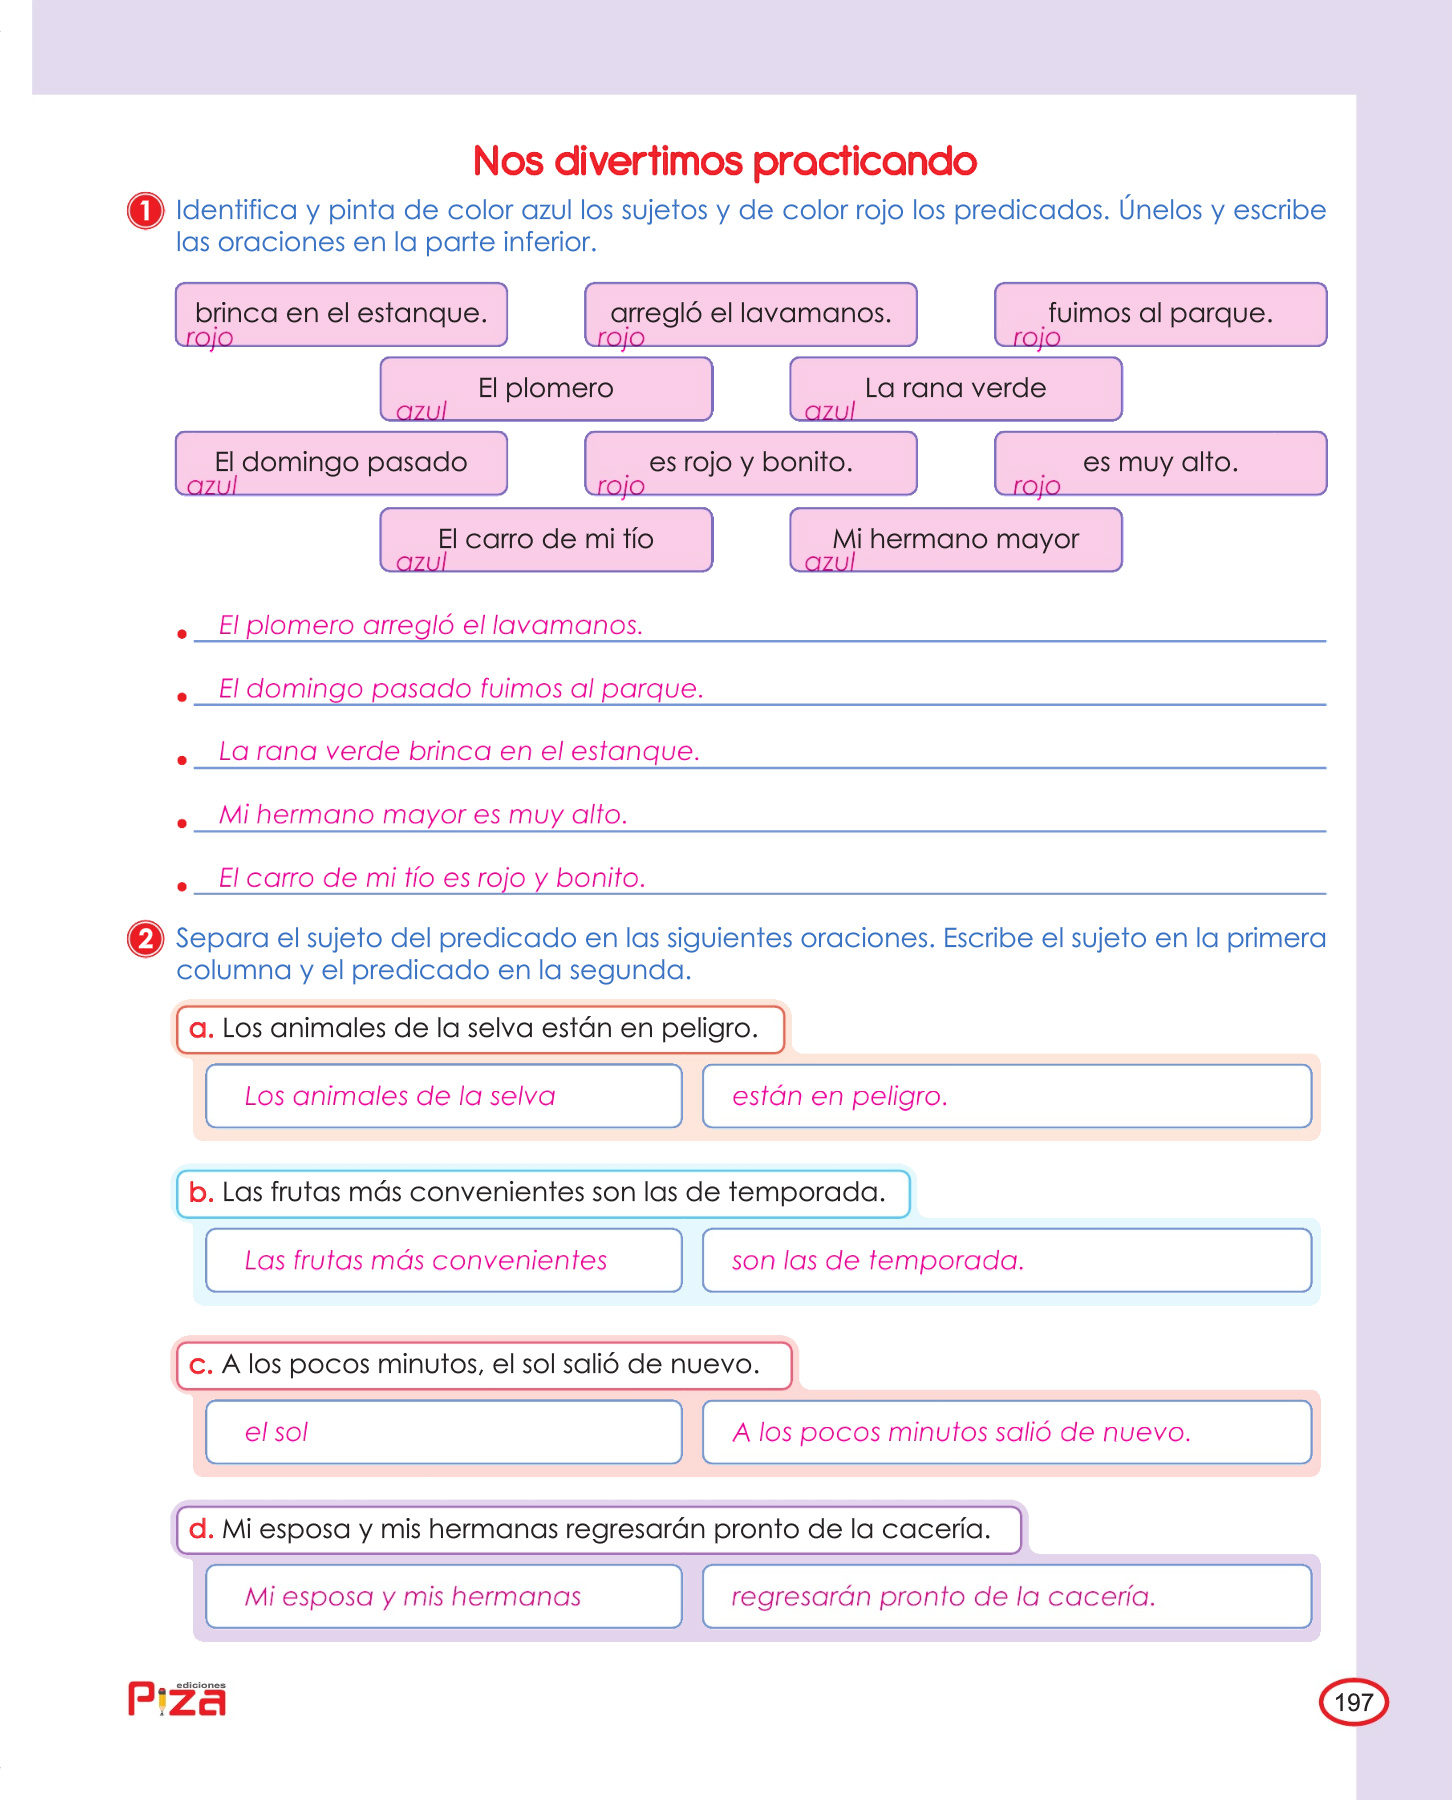 Nos divertimos practicando
1 Identifica y pinta de color azul los sujetos y de color rojo los predicados. Únelos y escribe
las oraciones en la parte inferior.
brinca en el estanque. arregló el lavamanos. fuimos al parque.
rojo rojo rojo
El plomero La rana verde
azul azul
El domingo pasado es rojo y bonito. es muy alto.
azul rojo rojo
El carro de mi tío Mi hermano mayor
azul azul
• El plomero arregló el lavamanos.
• El domingo pasado fuimos al parque.
• La rana verde brinca en el estanque.
• Mi hermano mayor es muy alto.
• El carro de mi tío es rojo y bonito.
2 Separa el sujeto del predicado en las siguientes oraciones. Escribe el sujeto en la primera
columna y el predicado en la segunda.
a. Los animales de la selva están en peligro.
Los animales de la selva están en peligro.
b. Las frutas más convenientes son las de temporada.
Las frutas más convenientes son las de temporada.
c. A los pocos minutos, el sol salió de nuevo.
el sol A los pocos minutos salió de nuevo.
d. Mi esposa y mis hermanas regresarán pronto de la cacería.
Mi esposa y mis hermanas regresarán pronto de la cacería.
ediciones
Piza
197